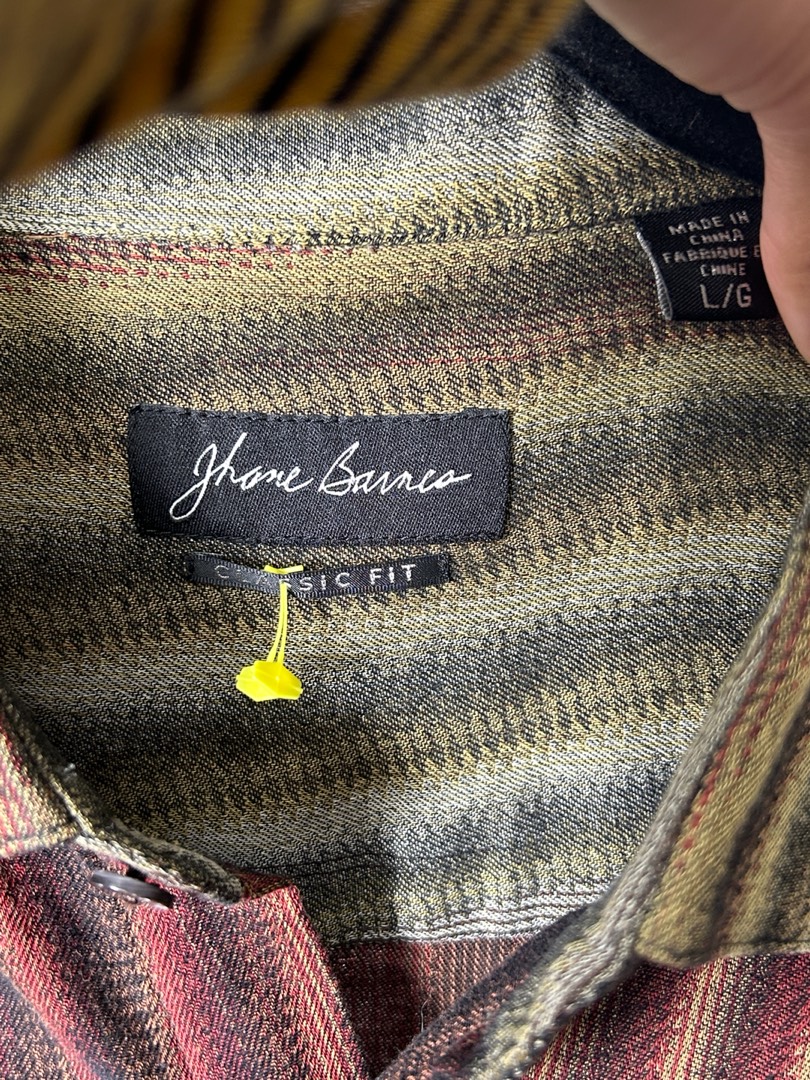 MADE IN
CHINA
FABRIQUE E
CHINE
L/G
Jhane Barnes
CLASSIC FIT